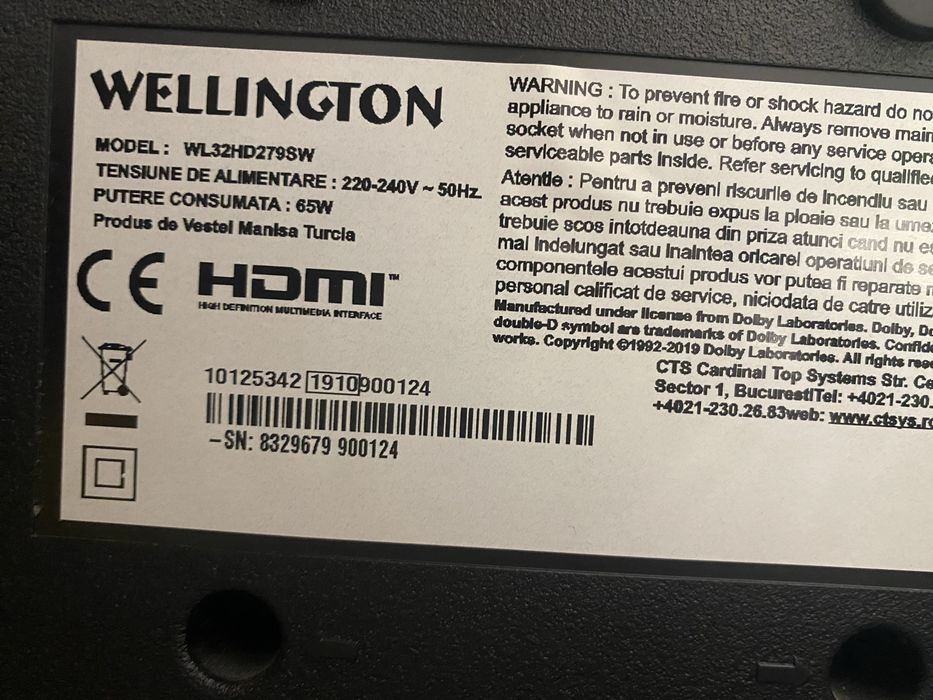 WELLINGTON
MODEL : WL32HD279SW
TENSIUNE DE ALIMENTARE : 220-240V ~ 50Hz
PUTERE CONSUMATA : 65W
Produs de Vestel Manisa Turcia
CE HDMI™
HIGH DEFINITION MULTIMEDIA INTERFACE
10125342 1910900124
-SN: 8329679 900124
WARNING : To prevent fire or shock hazard do
appliance to rain or moisture. Always remove
socket when not in use or before any service
serviceable parts inside. Refer servicing to
Atentie : Pentru a preveni riscurile de incendiu sau
acest produs nu trebuie expus la ploaie sau la
trebuie scos intotdeauna din priza atunci cand nu
mai indelungat sau inaintea oricarei operatiuni de
componentele acestui produs vor putea fi reparate
personal calificat de service, niciodata de catre
Manufactured under license from Dolby Laboratories. Dolby,
double-D symbol are trademarks of Dolby Laboratories.
works. Copyright ©1992-2019 Dolby Laboratories. All rights
CTS Cardinal Top Systems Str.
Sector 1, BucurestiTel: +4021-230.
+4021-230.26.83web: www.ctsys.ro